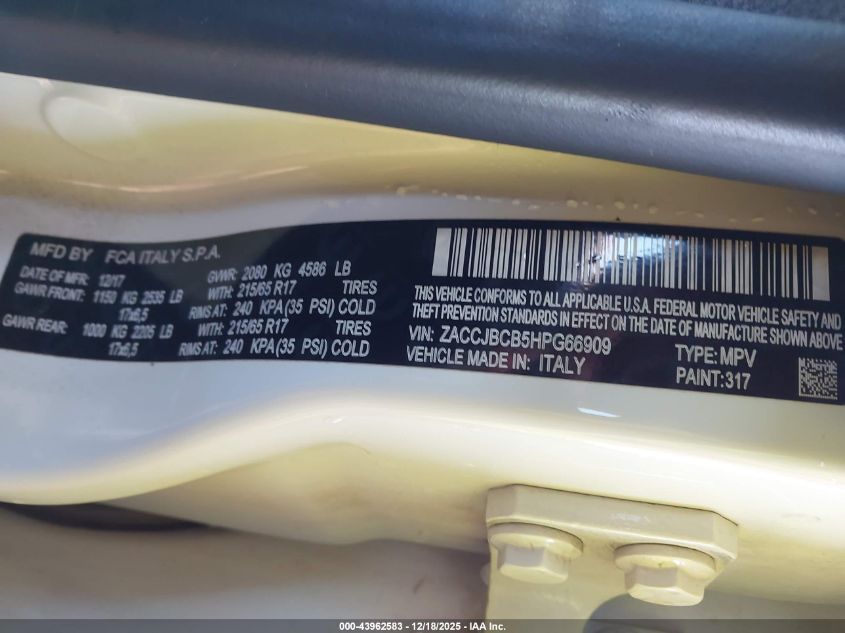 MFD BY FCA ITALY S.P.A.
DATE OF MFR: 12/17 GVWR: 2080 KG 4586 LB
GAWR FRONT: 1150 KG 2535 LB WITH: 215/65 R17 TIRES
17x6,5 RIMS AT: 240 KPA(35 PSI) COLD
GAWR REAR: 1000 KG 2205 LB WITH: 215/65 R17 TIRES
17x6,5 RIMS AT: 240 KPA(35 PSI) COLD
THIS VEHICLE CONFORMS TO ALL APPLICABLE U.S.A. FEDERAL MOTOR VEHICLE SAFETY AND
THEFT PREVENTION STANDARDS IN EFFECT ON THE DATE OF MANUFACTURE SHOWN ABOVE
VIN: ZACCJBCB5HPG66909 TYPE: MPV
VEHICLE MADE IN: ITALY PAINT:317
000-43962583 - 12/18/2025 - IAA Inc.